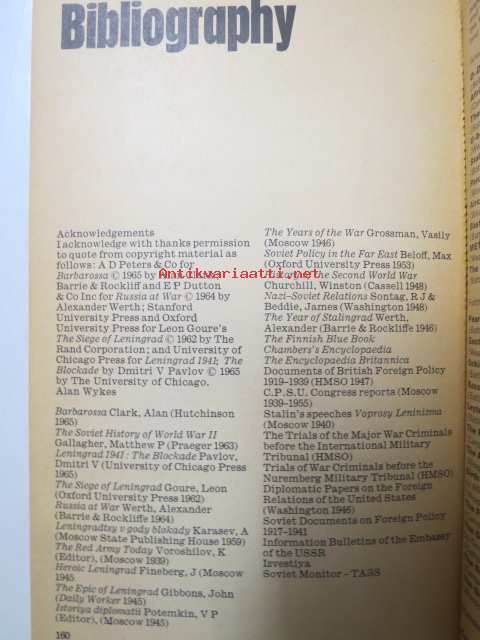 Bibliography
Acknowledgements
I acknowledge with thanks permission
to quote from copyright material as
follows: A D Peters & Co for
Barbarossa © 1965 by Alan Clark;
Barrie & Rockliff and E P Dutton
& Co Inc for Russia at War © 1964 by
Alexander Werth; Stanford
University Press and Oxford
University Press for Leon Goure's
The Siege of Leningrad © 1962 by The
Rand Corporation; and University of
Chicago Press for Leningrad 1941; The
Blockade by Dmitri V Pavlov © 1965
by The University of Chicago.
Alan Wykes
Barbarossa Clark, Alan (Hutchinson
1965)
The Soviet History of World War II
Gallagher, Matthew P (Praeger 1963)
Leningrad 1941: The Blockade Pavlov,
Dmitri V (University of Chicago Press
1965)
The Siege of Leningrad Goure, Leon
(Oxford University Press 1962)
Russia at War Werth, Alexander
(Barrie & Rockliffe 1964)
Leningradtsy v gody blokady Karasev, A
(Moscow State Publishing House 1959)
The Red Army Today Voroshilov, K
(Editor), (Moscow 1939)
Heroic Leningrad Fineberg, J (Moscow
1945
The Epic of Leningrad Gibbons, John
(Daily Worker 1945)
Istoriya diplomatii Potemkin, V P
(Editor), (Moscow 1945)
160
The Years of the War Grossman, Vasily
(Moscow 1946)
Soviet Policy in the Far East Beloff, Max
(Oxford University Press 1953)
History of the Second World War
Churchill, Winston (Cassell 1948)
Nazi-Soviet Relations Sontag, R J &
Beddie, James (Washington 1948)
The Year of Stalingrad Werth,
Alexander (Barrie & Rockliffe 1946)
The Finnish Blue Book
Chambers's Encyclopaedia
The Encyclopaedia Britannica
Documents of British Foreign Policy
1919-1939 (HMSO 1947)
C.P.S.U. Congress reports (Moscow
1939-1955)
Stalin's speeches Voprosy Leninizma
(Moscow 1940)
The Trials of the Major War Criminals
before the International Military
Tribunal (HMSO)
Trials of War Criminals before the
Nuremberg Military Tribunal (HMSO)
Diplomatic Papers on the Foreign
Relations of the United States
(Washington 1946)
Soviet Documents on Foreign Policy
1917-1941
Information Bulletins of the Embassy
of the USSR
Izvestiya
Soviet Monitor - TASS
Antikvariaatti.net